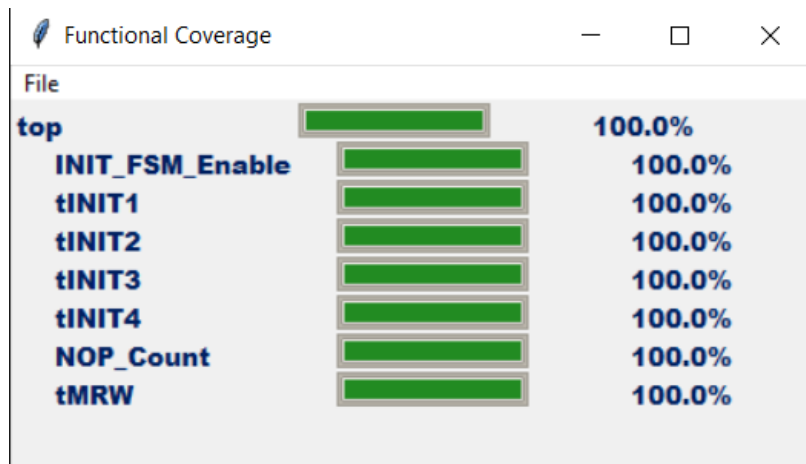 Functional Coverage
File
top 100.0%
INIT_FSM_Enable 100.0%
tINIT1 100.0%
tINIT2 100.0%
tINIT3 100.0%
tINIT4 100.0%
NOP_Count 100.0%
tMRW 100.0%